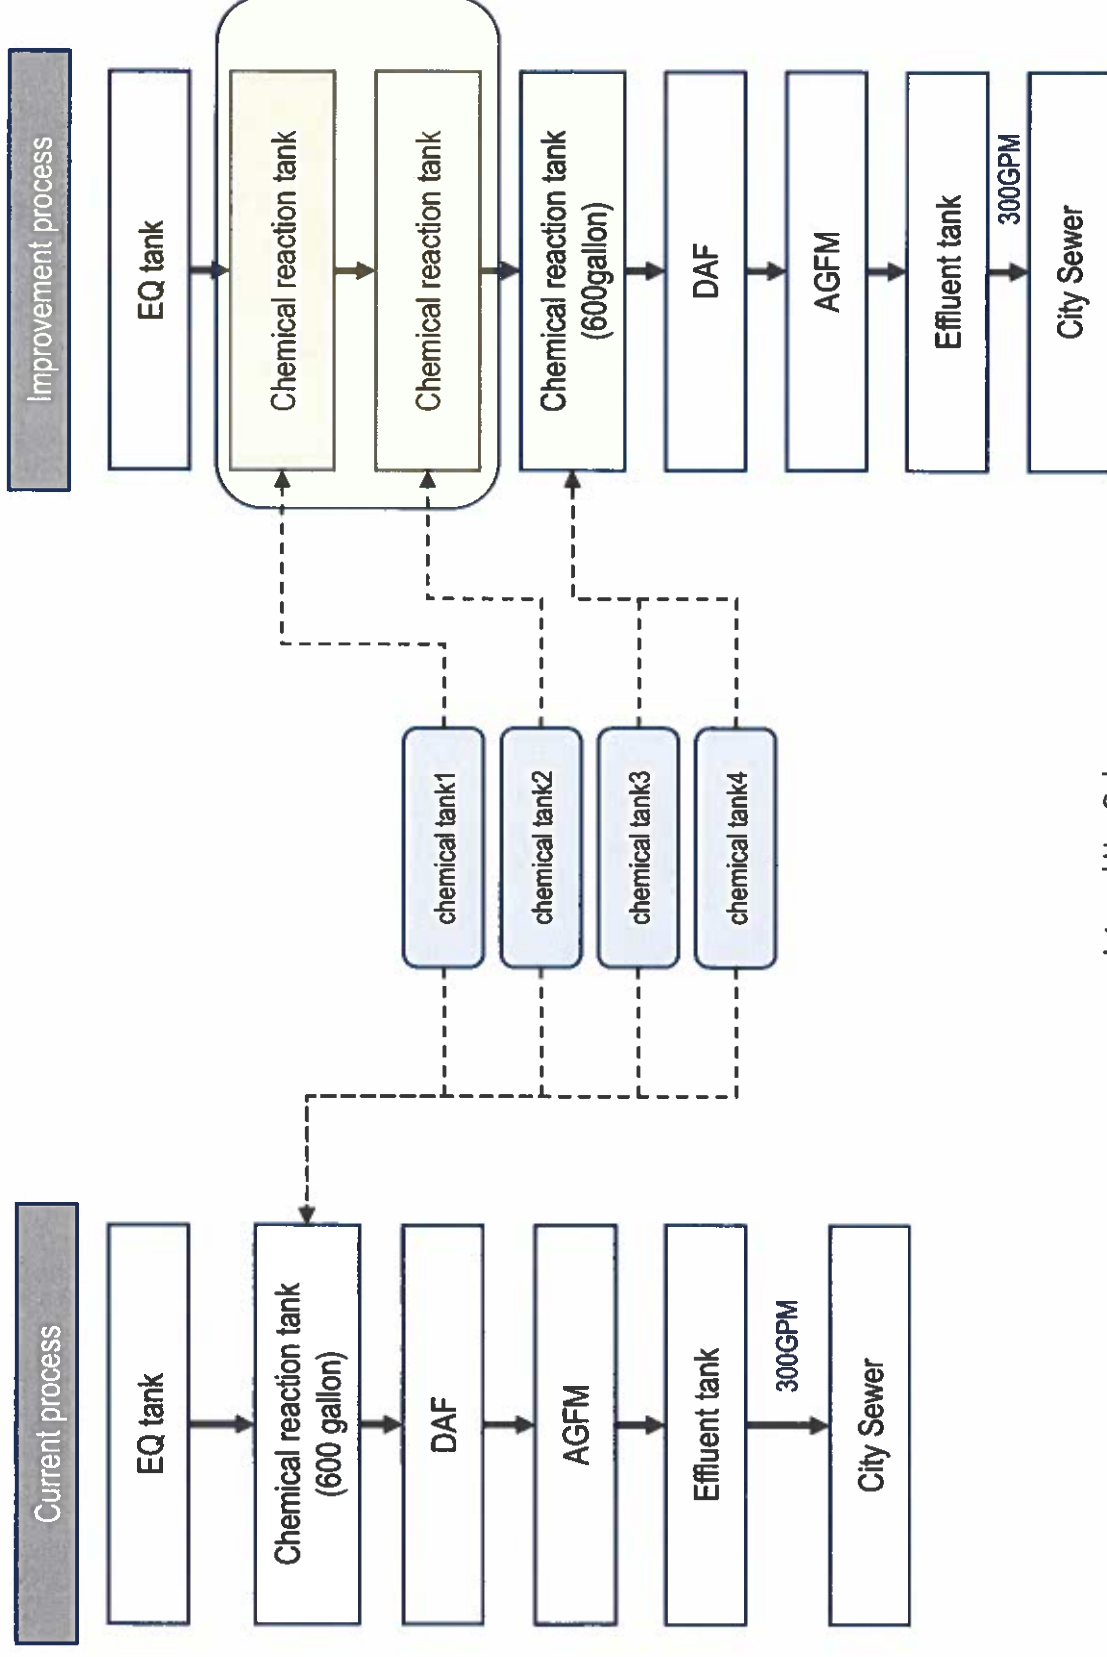 Current process
EQ tank
Chemical reaction tank
(600 gallon)
DAF
AGFM
Effluent tank
300GPM
City Sewer
chemical tank1
chemical tank2
chemical tank3
chemical tank4
Improvement process
EQ tank
Chemical reaction tank
Chemical reaction tank
Chemical reaction tank
(600gallon)
DAF
AGFM
Effluent tank
300GPM
City Sewer